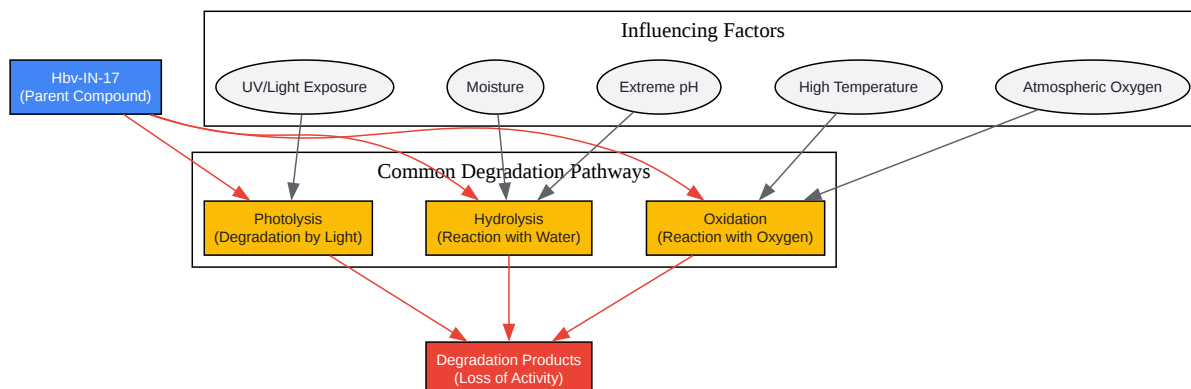 Influencing Factors
Hbv-IN-17
(Parent Compound)
UV/Light Exposure
Moisture
Extreme pH
High Temperature
Atmospheric Oxygen
Common Degradation Pathways
Photolysis
(Degradation by Light)
Hydrolysis
(Reaction with Water)
Oxidation
(Reaction with Oxygen)
Degradation Products
(Loss of Activity)